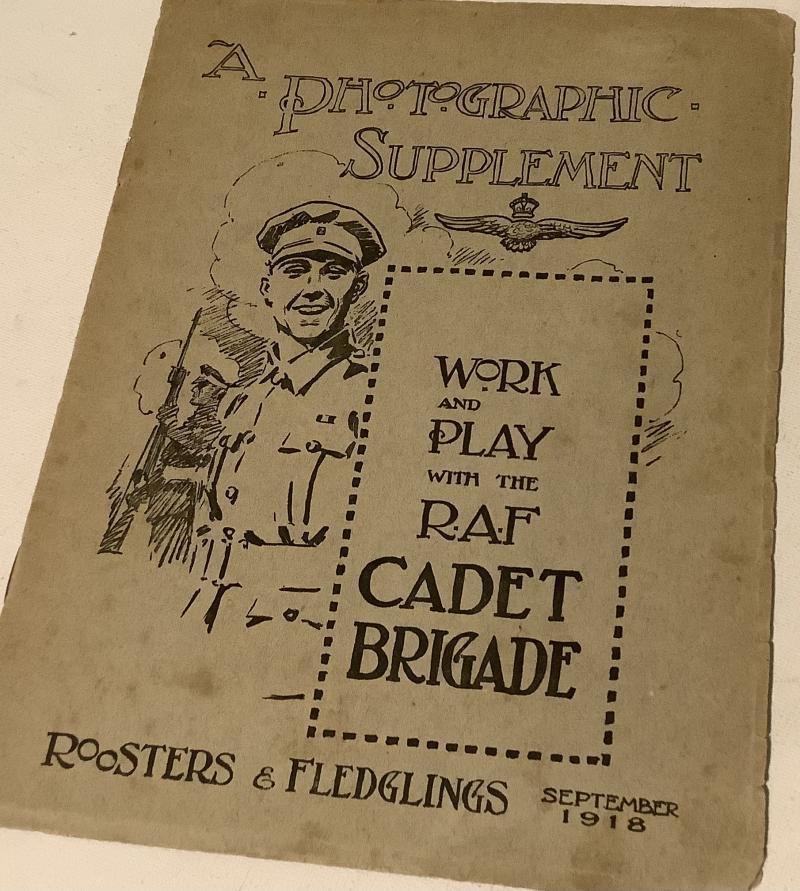 A
PHOTOGRAPHIC
SUPPLEMENT
WORK
AND
PLAY
WITH THE
R.A.F
CADET
BRIGADE
ROOSTERS & FLEDGLINGS
SEPTEMBER
1918